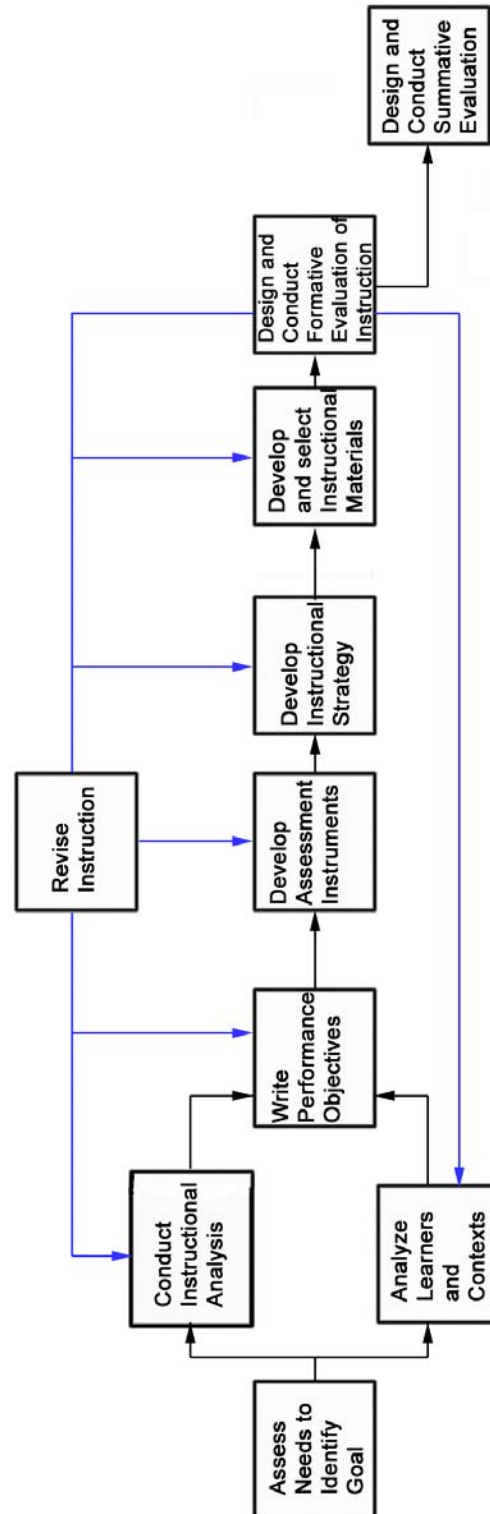 Assess
Needs to
Identify
Goal
Conduct
Instructional
Analysis
Analyze
Learners
and
Contexts
Write
Performance
Objectives
Revise
Instruction
Develop
Assessment
Instruments
Develop
Instructional
Strategy
Develop
and select
Instructional
Materials
Design and
Conduct
Formative
Evaluation of
Instruction
Design and
Conduct
Summative
Evaluation